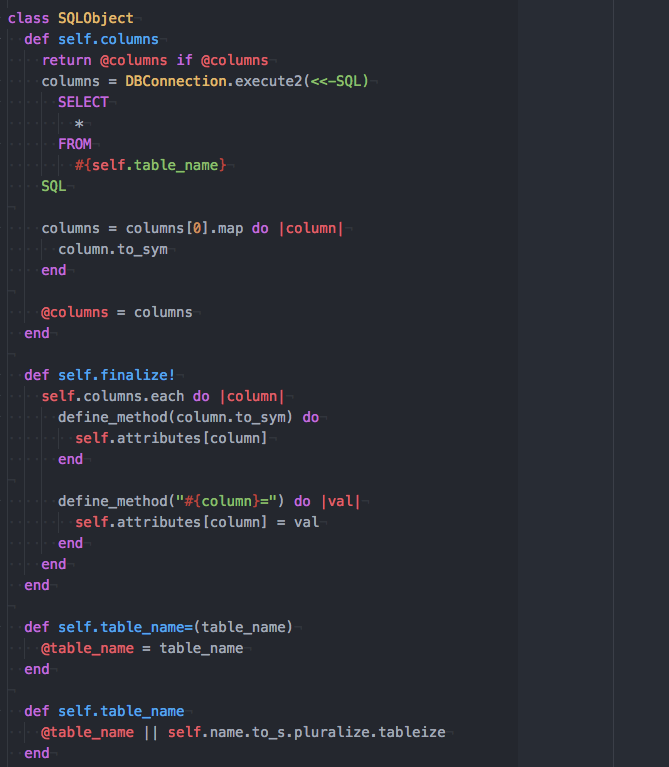 class SQLObject
  def self.columns
    return @columns if @columns
    columns = DBConnection.execute2(<<-SQL)
      SELECT
        *
      FROM
        #{self.table_name}
    SQL

    columns = columns[0].map do |column|
      column.to_sym
    end

    @columns = columns
  end

  def self.finalize!
    self.columns.each do |column|
      define_method(column.to_sym) do
        self.attributes[column]
      end

      define_method("#{column}=") do |val|
        self.attributes[column] = val
      end
    end
  end

  def self.table_name=(table_name)
    @table_name = table_name
  end

  def self.table_name
    @table_name || self.name.to_s.pluralize.tableize
  end